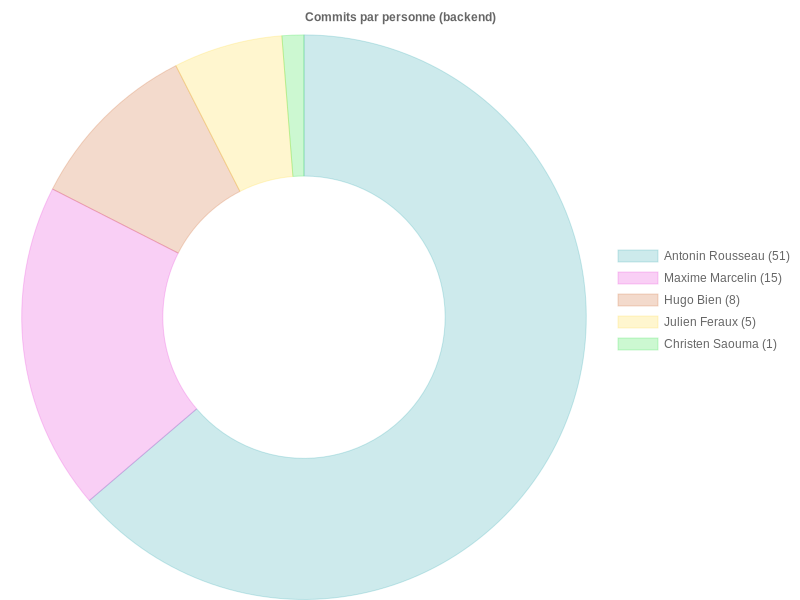 Commits par personne (backend)
Antonin Rousseau (51)
Maxime Marcelin (15)
Hugo Bien (8)
Julien Feraux (5)
Christen Saouma (1)